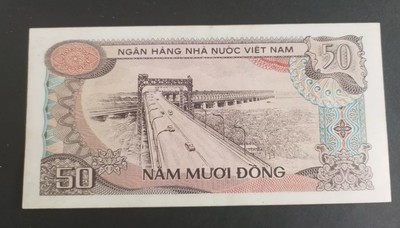 NGÂN HÀNG NHÀ NƯỚC VIỆT NAM
50
50
NĂM MƯƠI ĐỒNG